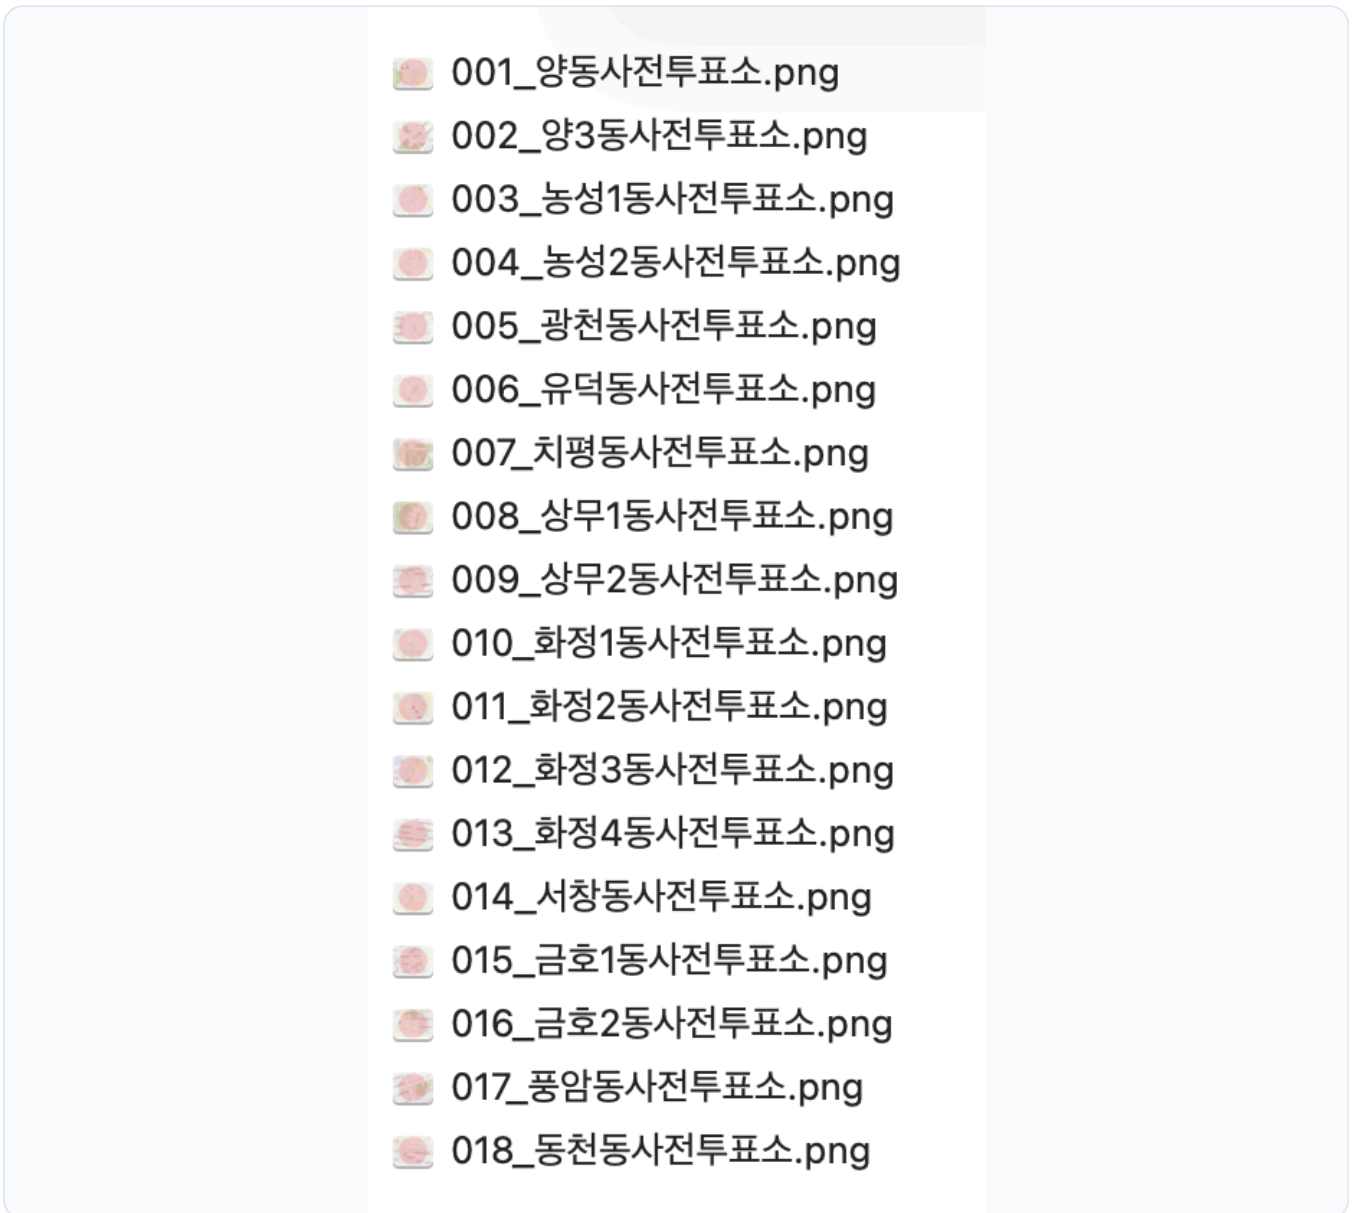 001_양동사전투표소.png
002_양3동사전투표소.png
003_농성1동사전투표소.png
004_농성2동사전투표소.png
005_광천동사전투표소.png
006_유덕동사전투표소.png
007_치평동사전투표소.png
008_상무1동사전투표소.png
009_상무2동사전투표소.png
010_화정1동사전투표소.png
011_화정2동사전투표소.png
012_화정3동사전투표소.png
013_화정4동사전투표소.png
014_서창동사전투표소.png
015_금호1동사전투표소.png
016_금호2동사전투표소.png
017_풍암동사전투표소.png
018_동천동사전투표소.png